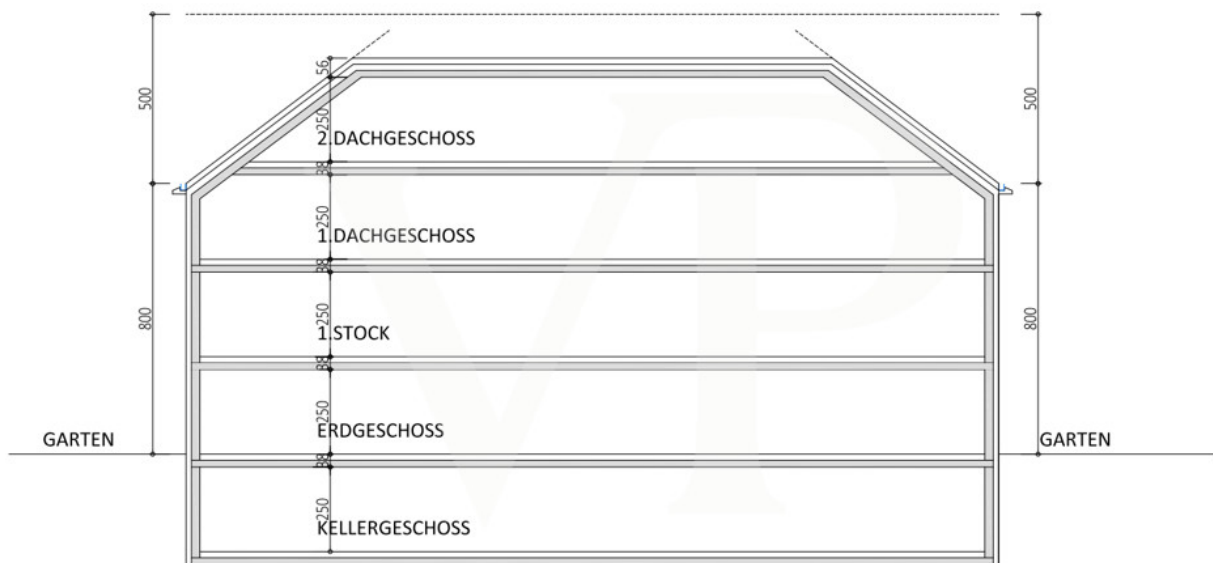 500
56
500
250
2.DACHGESCHOSS
38
250
1.DACHGESCHOSS
38
800
250
800
1.STOCK
38
250
GARTEN
ERDGESCHOSS
GARTEN
38
250
KELLERGESCHOSS
VP